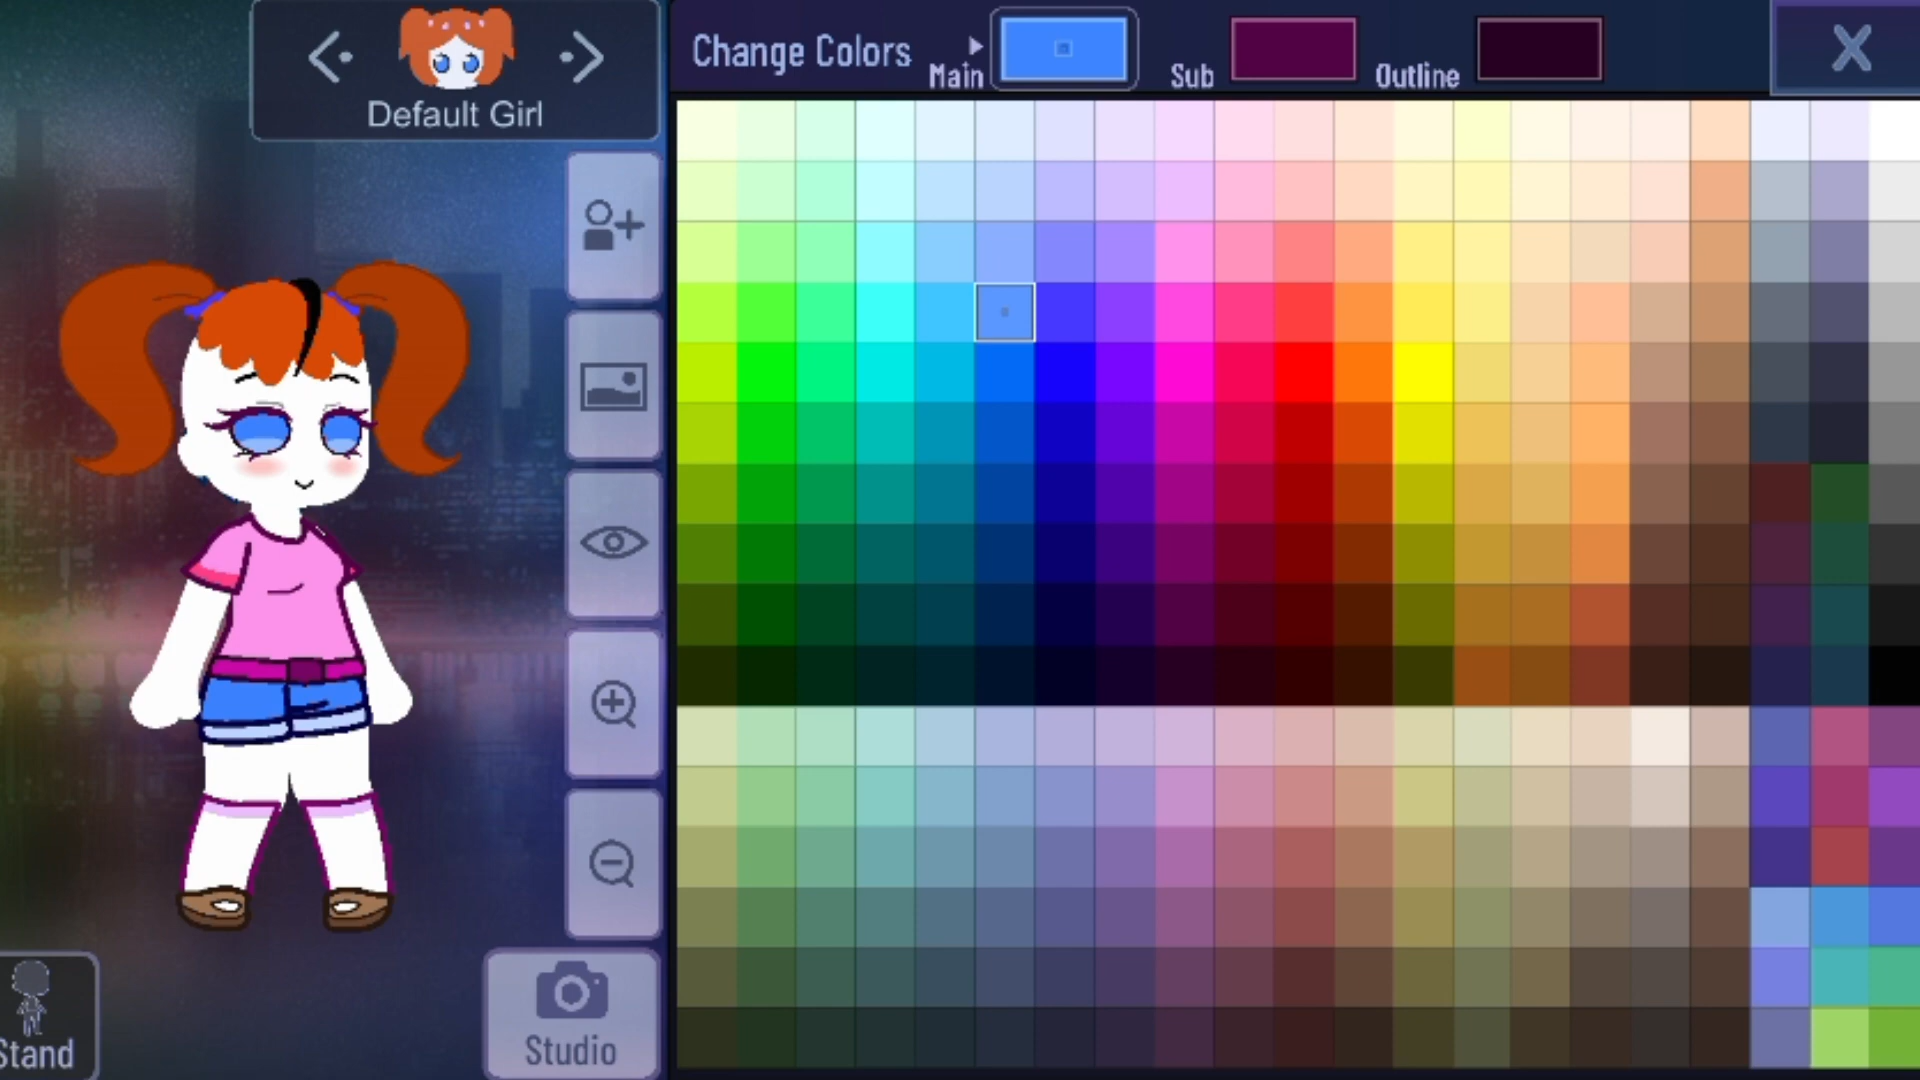 Default Girl
Change Colors
Main
Sub
Outline
X
Studio
Stand